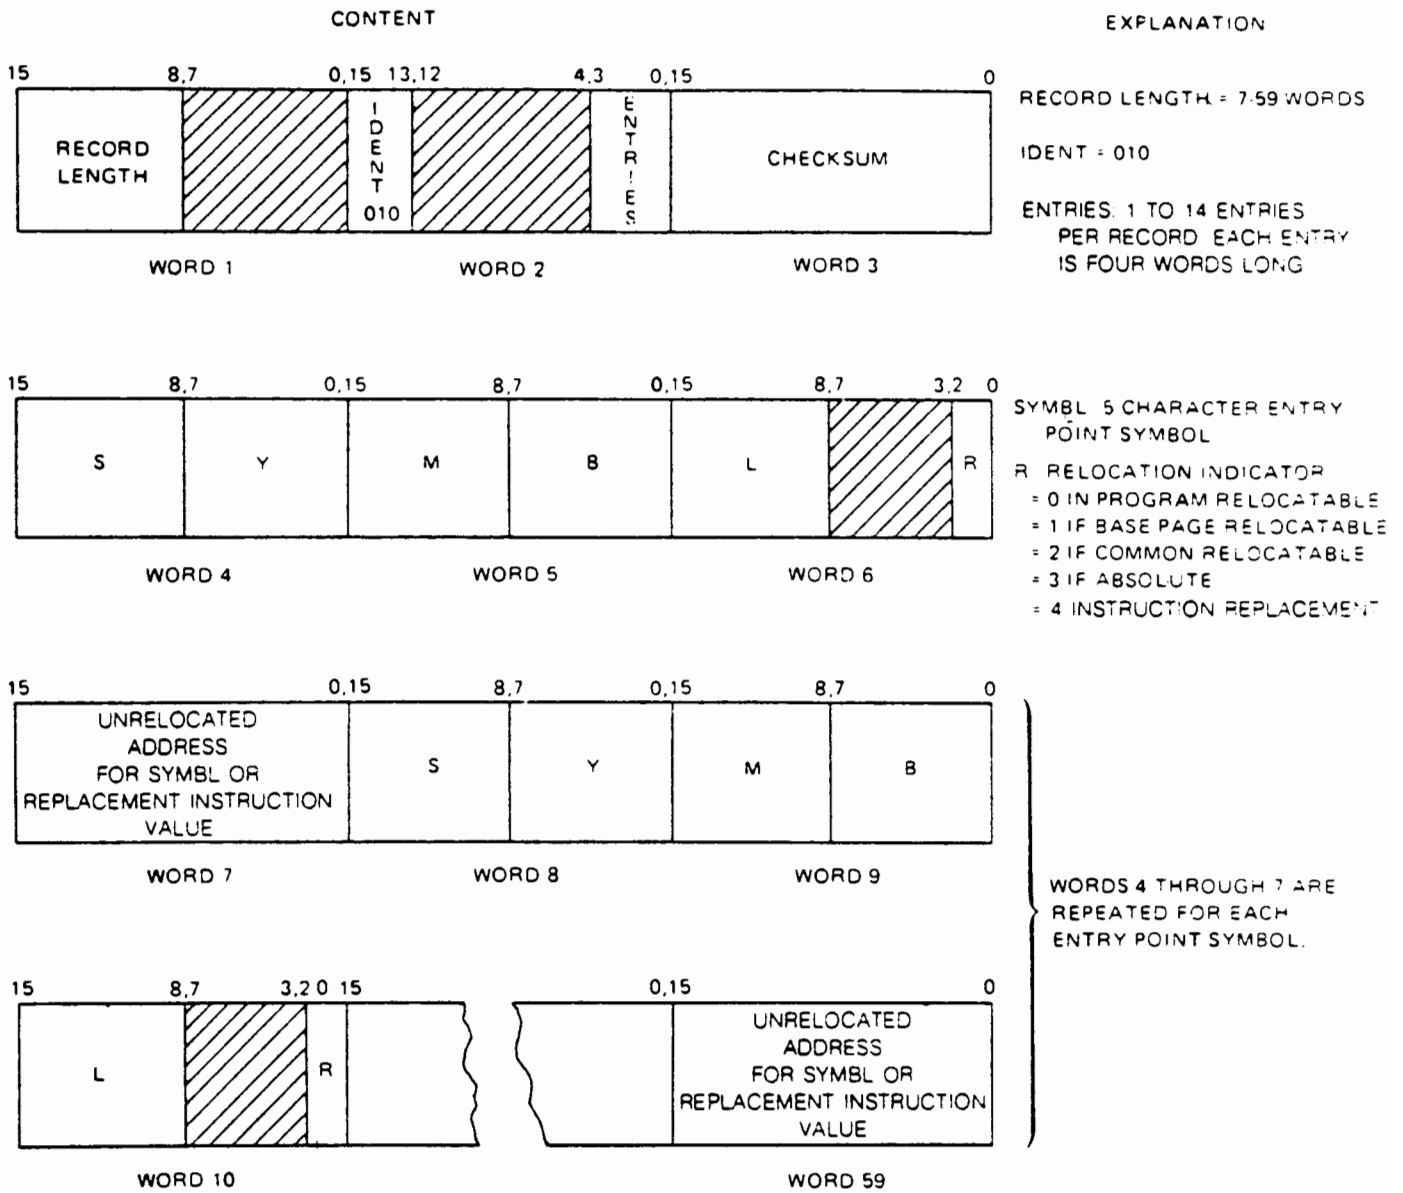 CONTENT
EXPLANATION
15 8,7 0,15 13,12 4,3 0,15 0
RECORD LENGTH
IDENT 010
ENTRIES
CHECKSUM
WORD 1 WORD 2 WORD 3
RECORD LENGTH = 7-59 WORDS
IDENT = 010
ENTRIES: 1 TO 14 ENTRIES
PER RECORD EACH ENTRY
IS FOUR WORDS LONG
15 8,7 0,15 8,7 0,15 8,7 3,2 0
S Y M B L R
WORD 4 WORD 5 WORD 6
SYMBL 5 CHARACTER ENTRY
POINT SYMBOL
R RELOCATION INDICATOR
= 0 IN PROGRAM RELOCATABLE
= 1 IF BASE PAGE RELOCATABLE
= 2 IF COMMON RELOCATABLE
= 3 IF ABSOLUTE
= 4 INSTRUCTION REPLACEMENT
15 0,15 8,7 0,15 8,7 0
UNRELOCATED
ADDRESS
FOR SYMBL OR
REPLACEMENT INSTRUCTION
VALUE
S Y M B
WORD 7 WORD 8 WORD 9
WORDS 4 THROUGH 7 ARE
REPEATED FOR EACH
ENTRY POINT SYMBOL.
15 8,7 3,2 0 15 0,15 0
L R
UNRELOCATED
ADDRESS
FOR SYMBL OR
REPLACEMENT INSTRUCTION
VALUE
WORD 10 WORD 59